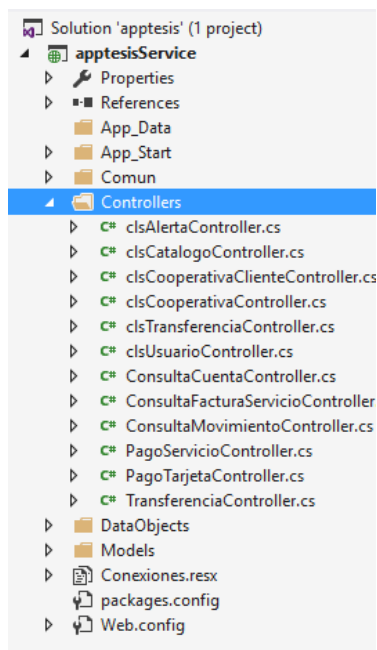 Solution 'apptesis' (1 project)
apptesisService
Properties
References
App_Data
App_Start
Comun
Controllers
C# clsAlertaController.cs
C# clsCatalogoController.cs
C# clsCooperativaClienteController.cs
C# clsCooperativaController.cs
C# clsTransferenciaController.cs
C# clsUsuarioController.cs
C# ConsultaCuentaController.cs
C# ConsultaFacturaServicioController
C# ConsultaMovimientoController.cs
C# PagoServicioController.cs
C# PagoTarjetaController.cs
C# TransferenciaController.cs
DataObjects
Models
Conexiones.resx
packages.config
Web.config